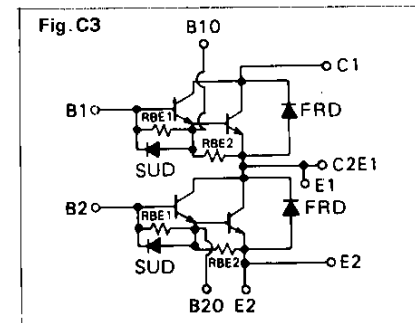 Fig. C3
B10
C1
B1
RBE1
FRD
RBE2
SUD
C2E1
E1
B2
RBE1
FRD
SUD
RBE2
E2
B20 E2